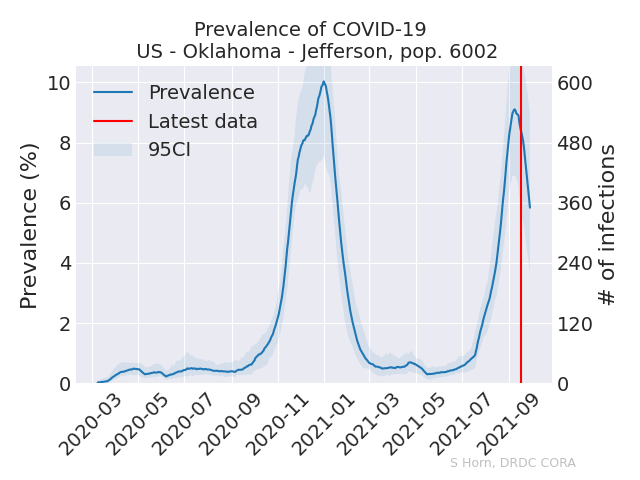 Prevalence of COVID-19
US - Oklahoma - Jefferson, pop. 6002
Prevalence
Latest data
95CI
Prevalence (%)
10
8
6
4
2
0
600
480
360
240
120
0
# of infections
2020-03
2020-05
2020-07
2020-09
2020-11
2021-01
2021-03
2021-05
2021-07
2021-09
S Horn, DRDC CORA